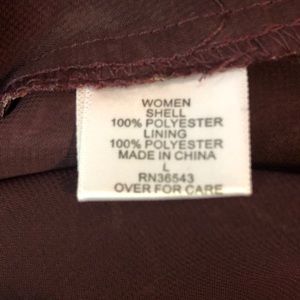 WOMEN
SHELL
100% POLYESTER
LINING
100% POLYESTER
MADE IN CHINA
L
RN36543
OVER FOR CARE